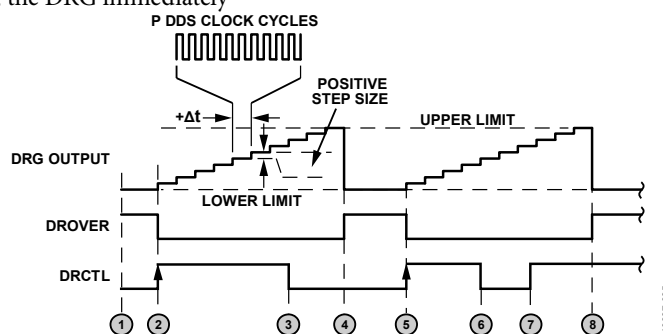 the DRG immediately
P DDS CLOCK CYCLES
POSITIVE
STEP SIZE
+Δt
UPPER LIMIT
DRG OUTPUT
LOWER LIMIT
DROVER
DRCTL
1 2 3 4 5 6 7 8